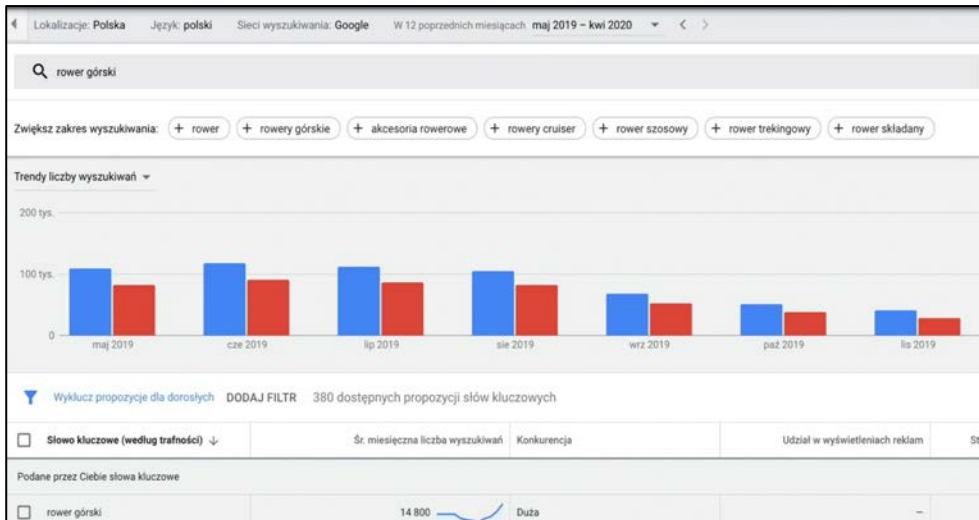 Lokalizacje: Polska Język: polski Sieci wyszukiwania: Google W 12 poprzednich miesiącach maj 2019 – kwi 2020
rower górski
Zwiększ zakres wyszukiwania: + rower + rowery górskie + akcesoria rowerowe + rowery cruiser + rower szosowy + rower trekingowy + rower składany
Trendy liczby wyszukiwań
200 tys.
100 tys.
0
maj 2019 cze 2019 lip 2019 sie 2019 wrz 2019 paź 2019 lis 2019
Wyklucz propozycje dla dorosłych DODAJ FILTR 380 dostępnych propozycji słów kluczowych
Słowo kluczowe (według trafności) ↓ Śr. miesięczna liczba wyszukiwań Konkurencja Udział w wyświetleniach reklam St
Podane przez Ciebie słowa kluczowe
rower górski 14 800 Duża –